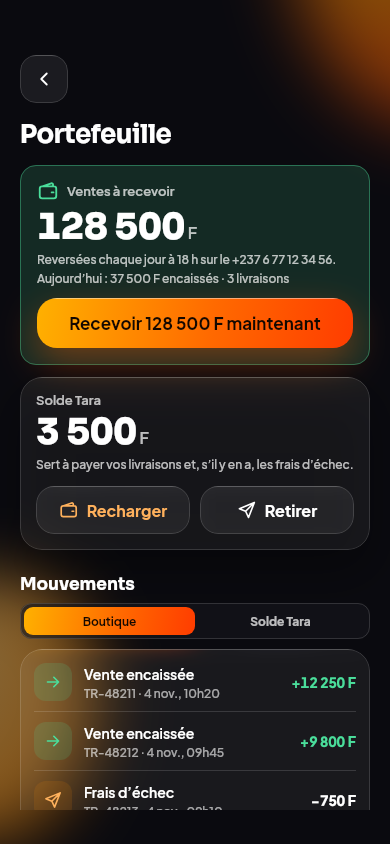 Portefeuille
Ventes à recevoir
128 500 F
Reversées chaque jour à 18 h sur le +237 6 77 12 34 56.
Aujourd’hui : 37 500 F encaissés · 3 livraisons
Recevoir 128 500 F maintenant
Solde Tara
3 500 F
Sert à payer vos livraisons et, s’il y en a, les frais d’échec.
Recharger
Retirer
Mouvements
Boutique
Solde Tara
Vente encaissée
+12 250 F
TR-48211 · 4 nov., 10h20
Vente encaissée
+9 800 F
TR-48212 · 4 nov., 09h45
Frais d’échec
−750 F